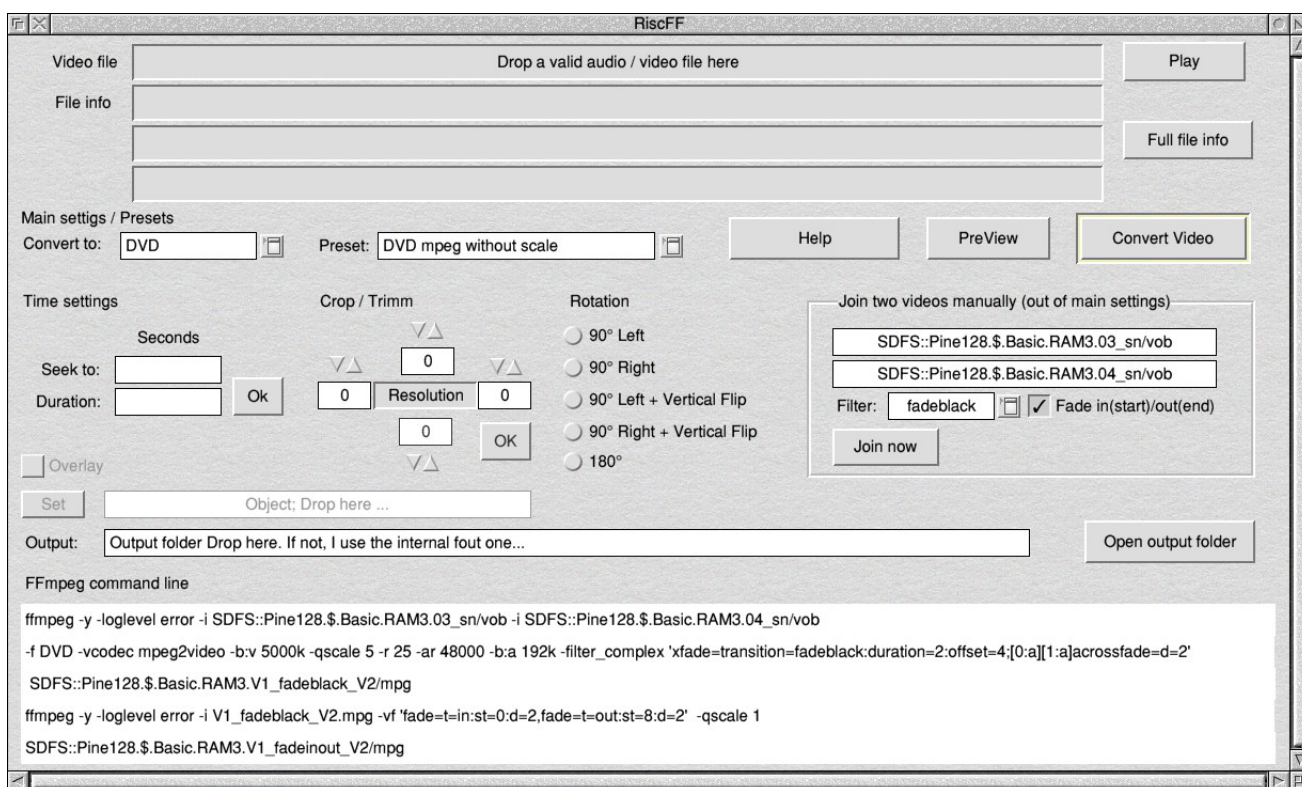 RiscFF
Video file
Drop a valid audio / video file here
Play
File info
Full file info
Main settigs / Presets
Convert to:
DVD
Preset:
DVD mpeg without scale
Help
PreView
Convert Video
Time settings
Seconds
Seek to:
Duration:
Ok
Crop / Trimm
0
0
Resolution
0
0
OK
Rotation
90° Left
90° Right
90° Left + Vertical Flip
90° Right + Vertical Flip
180°
Join two videos manually (out of main settings)
SDFS::Pine128.$.Basic.RAM3.03_sn/vob
SDFS::Pine128.$.Basic.RAM3.04_sn/vob
Filter:
fadeblack
Fade in(start)/out(end)
Join now
Overlay
Set
Object; Drop here ...
Output:
Output folder Drop here. If not, I use the internal fout one...
Open output folder
FFmpeg command line
ffmpeg -y -loglevel error -i SDFS::Pine128.$.Basic.RAM3.03_sn/vob -i SDFS::Pine128.$.Basic.RAM3.04_sn/vob
-f DVD -vcodec mpeg2video -b:v 5000k -qscale 5 -r 25 -ar 48000 -b:a 192k -filter_complex 'xfade=transition=fadeblack:duration=2:offset=4;[0:a][1:a]acrossfade=d=2'
SDFS::Pine128.$.Basic.RAM3.V1_fadeblack_V2/mpg
ffmpeg -y -loglevel error -i V1_fadeblack_V2.mpg -vf 'fade=t=in:st=0:d=2,fade=t=out:st=8:d=2' -qscale 1
SDFS::Pine128.$.Basic.RAM3.V1_fadeinout_V2/mpg